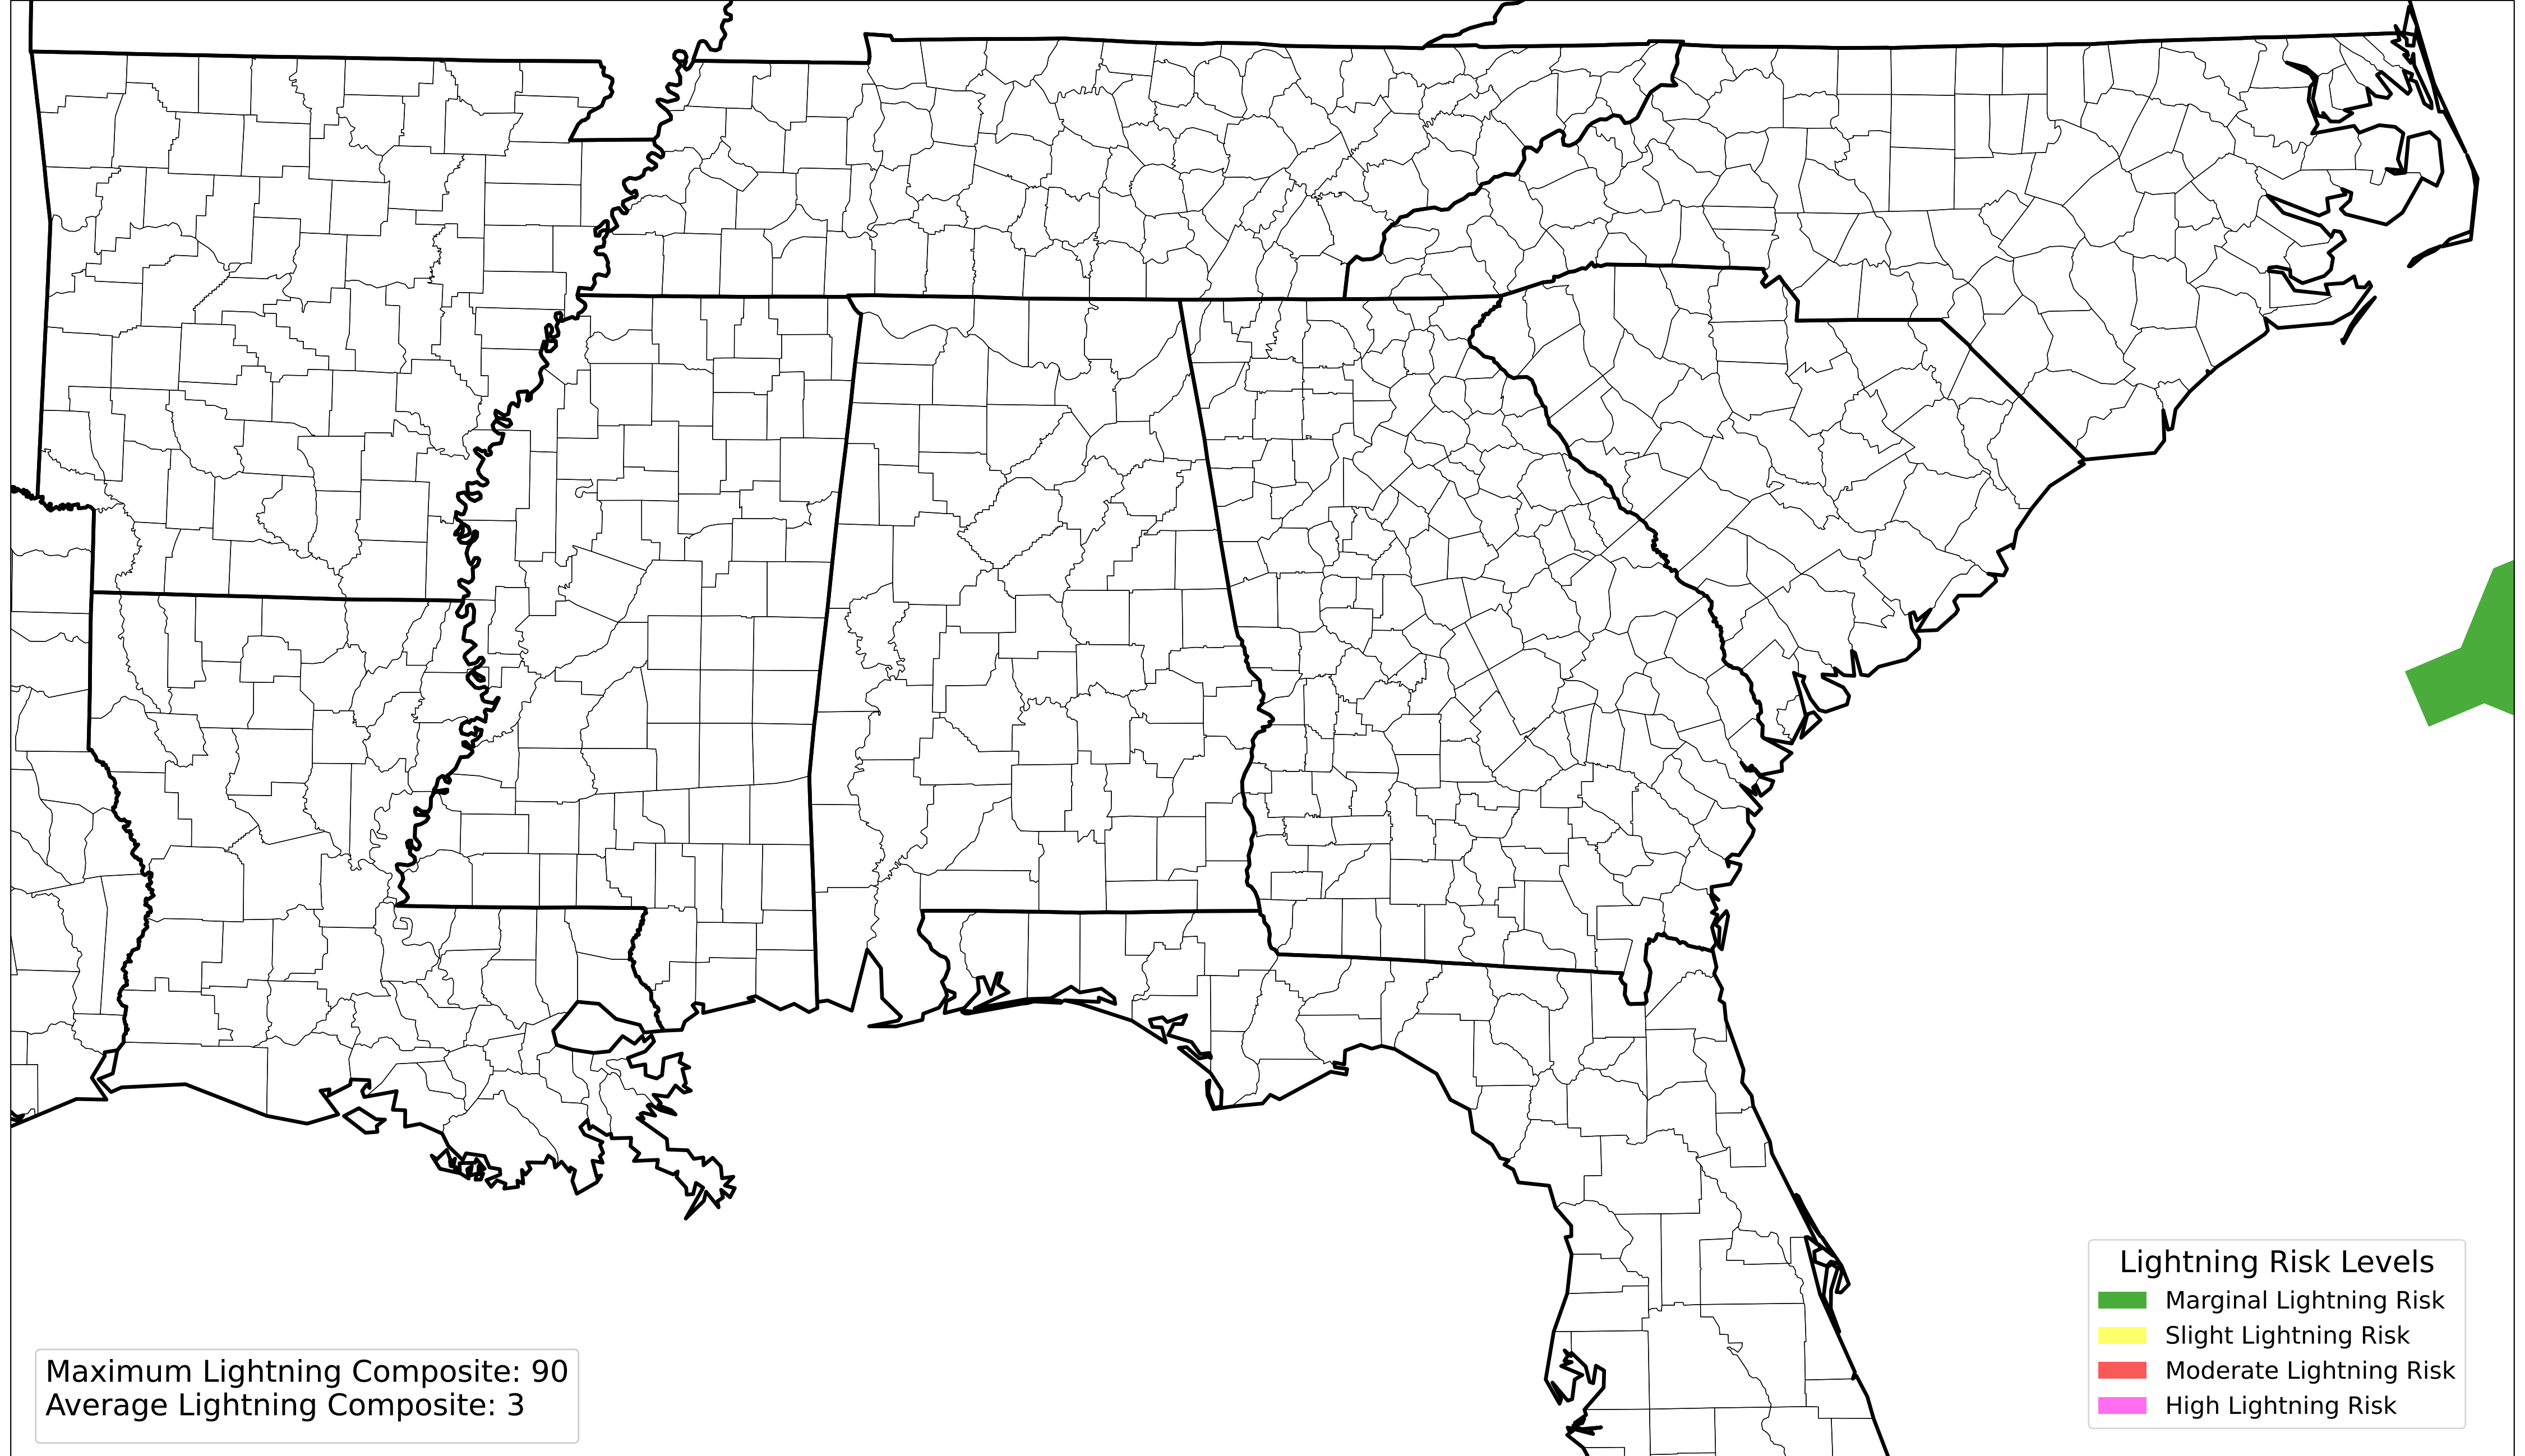 Maximum Lightning Composite: 90
Average Lightning Composite: 3
Lightning Risk Levels
Marginal Lightning Risk
Slight Lightning Risk
Moderate Lightning Risk
High Lightning Risk